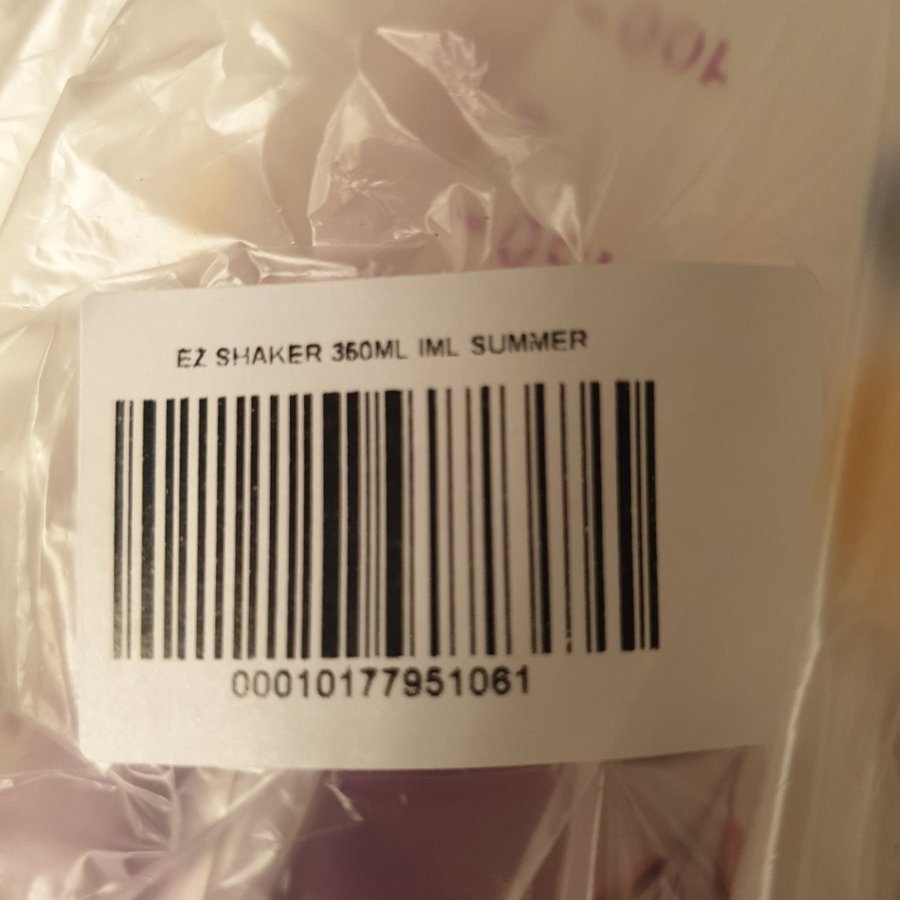 EZ SHAKER 350ML IML SUMMER
00010177951061